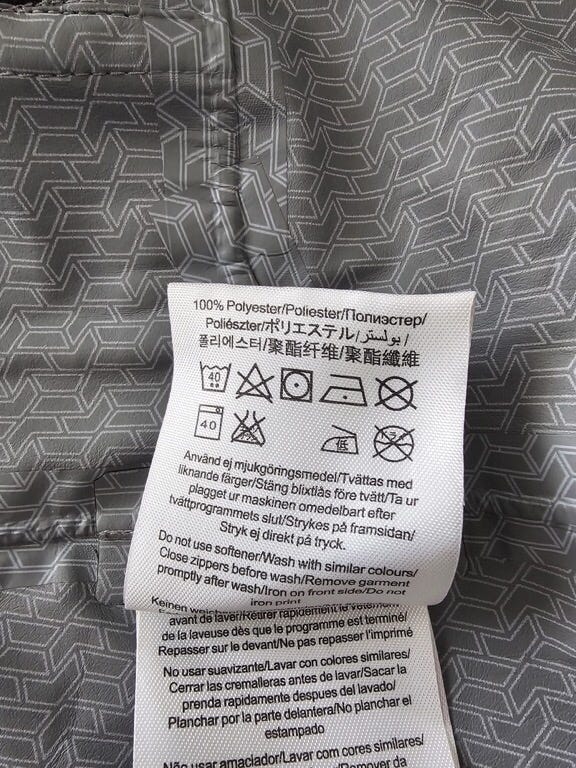 100% Polyester/Poliester/Полиэстер/
Poliészter/ポリエステル/بولستر/
폴리에스터/聚酯纤维/聚酯纖維
40
40
低
Använd ej mjukgöringsmedel/Tvättas med
liknande färger/Stäng blixtlås före tvätt/Ta ur
plagget ur maskinen omedelbart efter
tvättprogrammets slut/Strykes på framsidan/
Stryk ej direkt på tryck.
Do not use softener/Wash with similar colours/
Close zippers before wash/Remove garment
promptly after wash/Iron on front side/Do not
iron print
Keinen
avant de laver/Retirer rapidement le vêtement
de la laveuse dès que le programme est terminé/
Repasser sur le devant/Ne pas repasser l'imprimé
No usar suavizante/Lavar con colores similares/
Cerrar las cremalleras antes de lavar/Sacar la
prenda rapidamente despues del lavado/
Planchar por la parte delantera/No planchar el
estampado
Não usar amaciador/Lavar com cores similares/